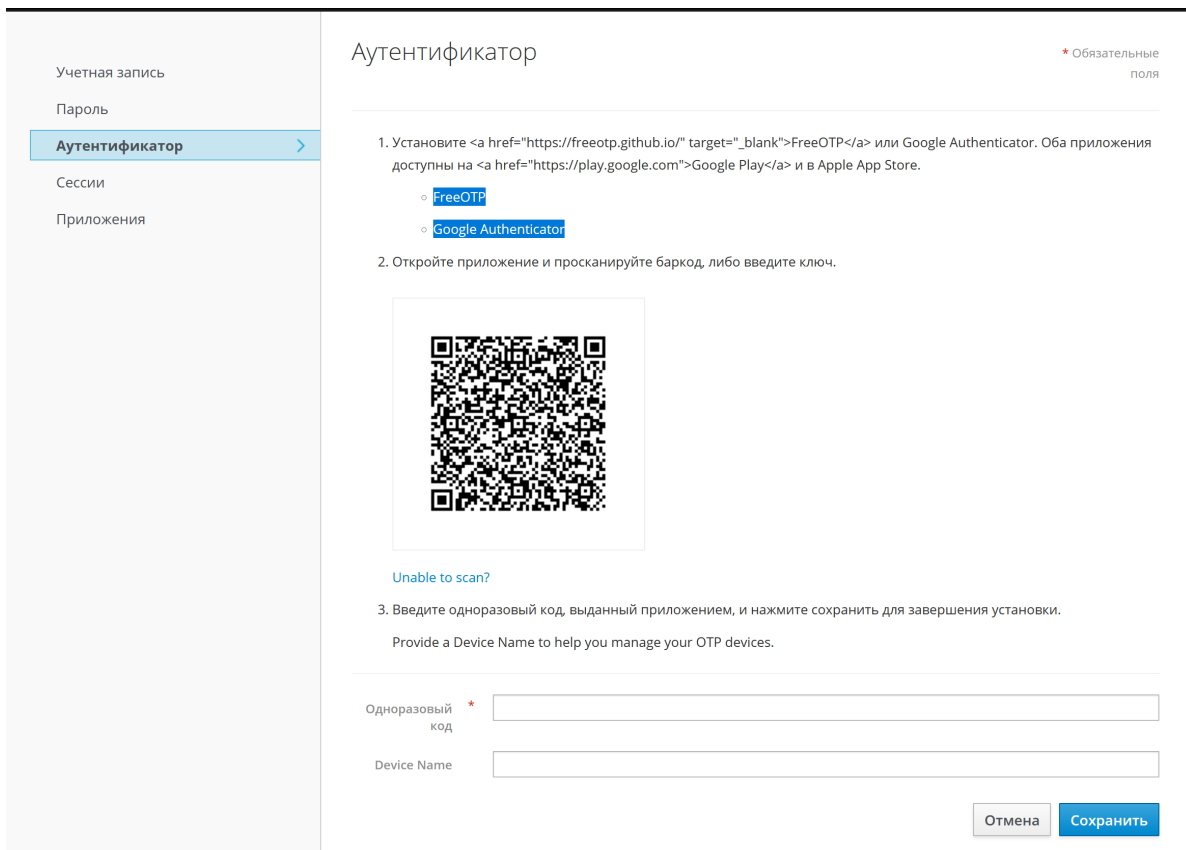 Аутентификатор
* Обязательные
поля
Учетная запись
Пароль
Аутентификатор
Сессии
Приложения
1. Установите <a href="https://freeotp.github.io/" target="_blank">FreeOTP</a> или Google Authenticator. Оба приложения
доступны на <a href="https://play.google.com">Google Play</a> и в Apple App Store.
FreeOTP
Google Authenticator
2. Откройте приложение и просканируйте баркод, либо введите ключ.
Unable to scan?
3. Введите одноразовый код, выданный приложением, и нажмите сохранить для завершения установки.
Provide a Device Name to help you manage your OTP devices.
Одноразовый *
код
Device Name
Отмена
Сохранить